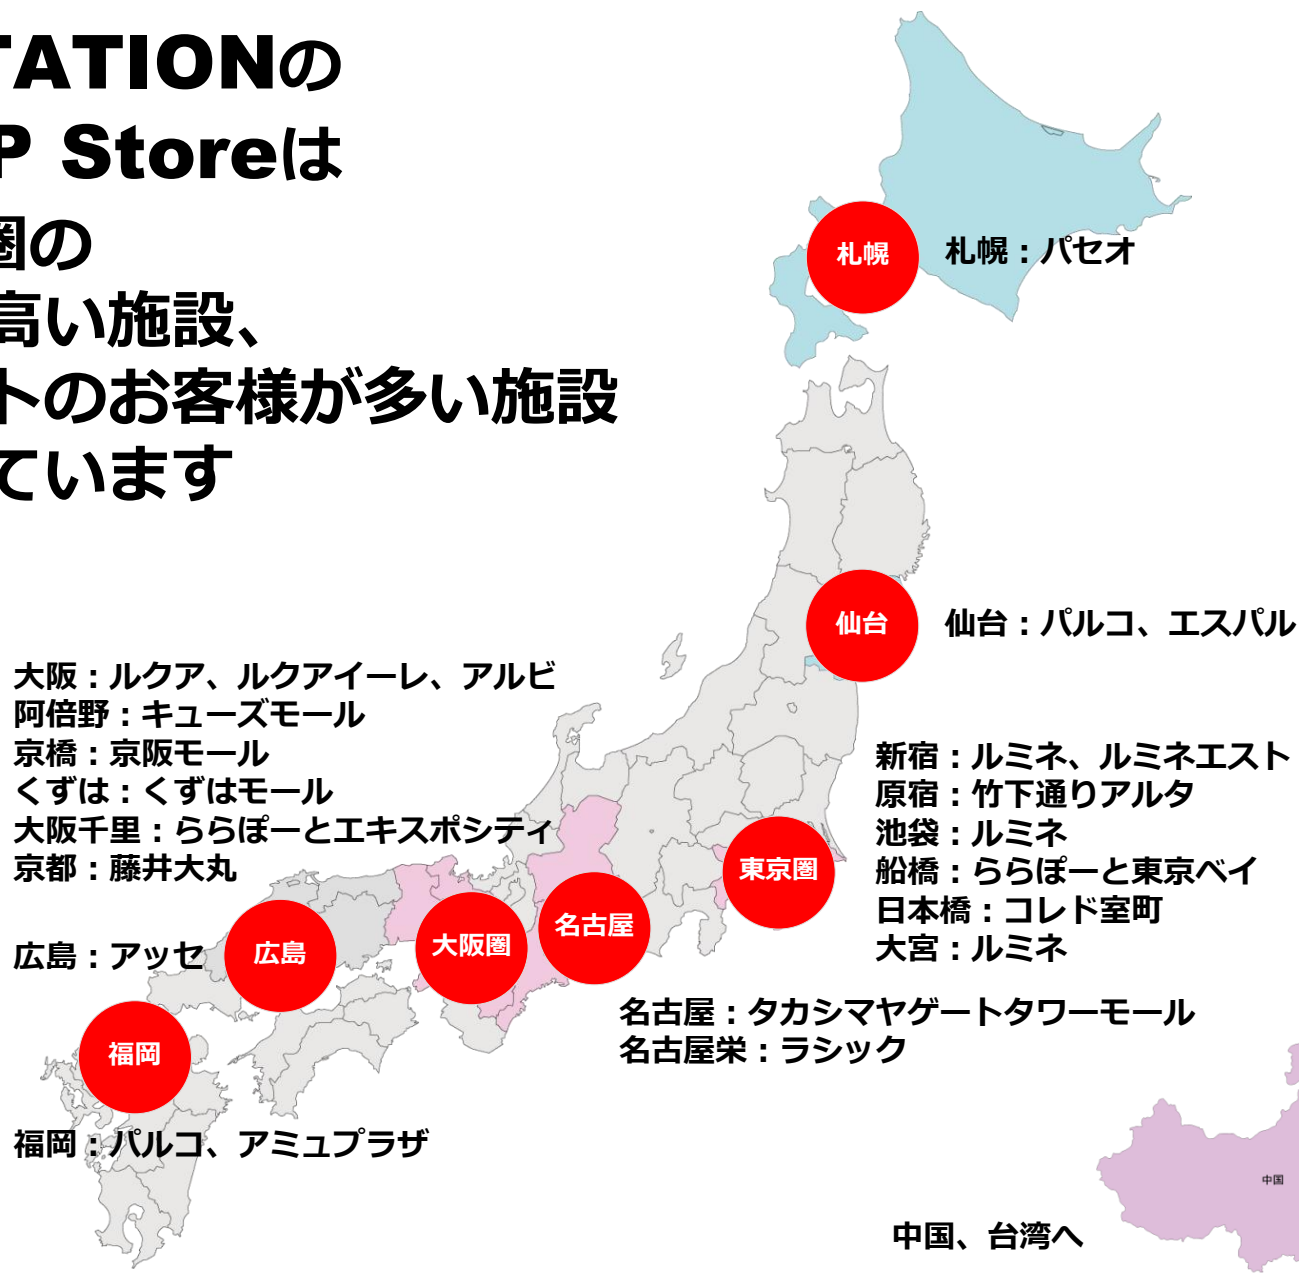 TATIONの
P Storeは
圏の
高い施設、
トのお客様が多い施設
ています
札幌
札幌：パセオ
仙台
仙台：パルコ、エスパル
大阪：ルクア、ルクアイーレ、アルビ
阿倍野：キューズモール
京橋：京阪モール
くずは：くずはモール
大阪千里：ららぽーとエキスポシティ
京都：藤井大丸
新宿：ルミネ、ルミネエスト
原宿：竹下通りアルタ
池袋：ルミネ
船橋：ららぽーと東京ベイ
日本橋：コレド室町
大宮：ルミネ
東京圏
名古屋
大阪圏
広島：アッセ
広島
名古屋：タカシマヤゲートタワーモール
名古屋栄：ラシック
福岡
福岡：パルコ、アミュプラザ
中国
中国、台湾へ